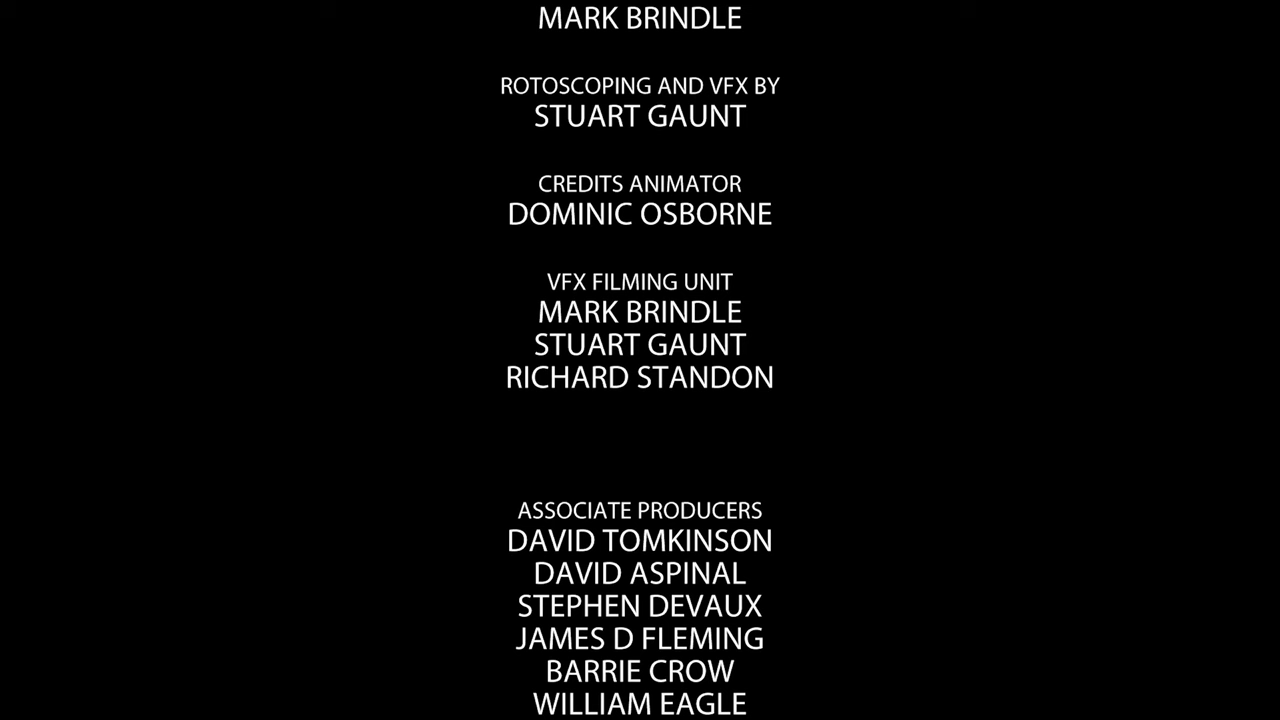 MARK BRINDLE
ROTOSCOPING AND VFX BY
STUART GAUNT
CREDITS ANIMATOR
DOMINIC OSBORNE
VFX FILMING UNIT
MARK BRINDLE
STUART GAUNT
RICHARD STANDON
ASSOCIATE PRODUCERS
DAVID TOMKINSON
DAVID ASPINAL
STEPHEN DEVAUX
JAMES D FLEMING
BARRIE CROW
WILLIAM EAGLE